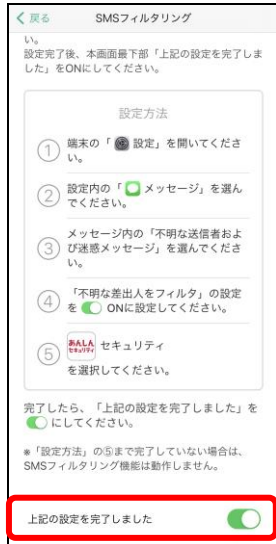 戻る SMSフィルタリング
い。
設定完了後、本画面最下部「上記の設定を完了しま
した」をONにしてください。
設定方法
① 端末の「 設定」を開いてくださ
い。
② 設定内の「 メッセージ」を選ん
でください。
③ メッセージ内の「不明な送信者およ
び迷惑メッセージ」を選んでくださ
い。
④ 「不明な差出人をフィルタ」の設定
を ONに設定してください。
⑤ あんしん セキュリティ セキュリティ
を選択してください。
完了したら、「上記の設定を完了しました」を
にしてください。
※「設定方法」の⑤まで完了していない場合は、
SMSフィルタリング機能は動作しません。
上記の設定を完了しました